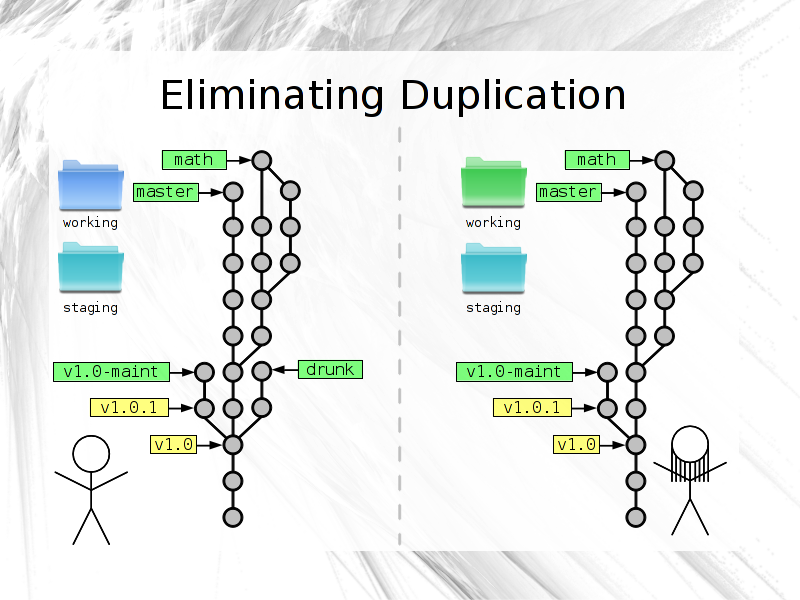 Eliminating Duplication
math
master
working
staging
v1.0-maint
drunk
v1.0.1
v1.0
math
master
working
staging
v1.0-maint
v1.0.1
v1.0